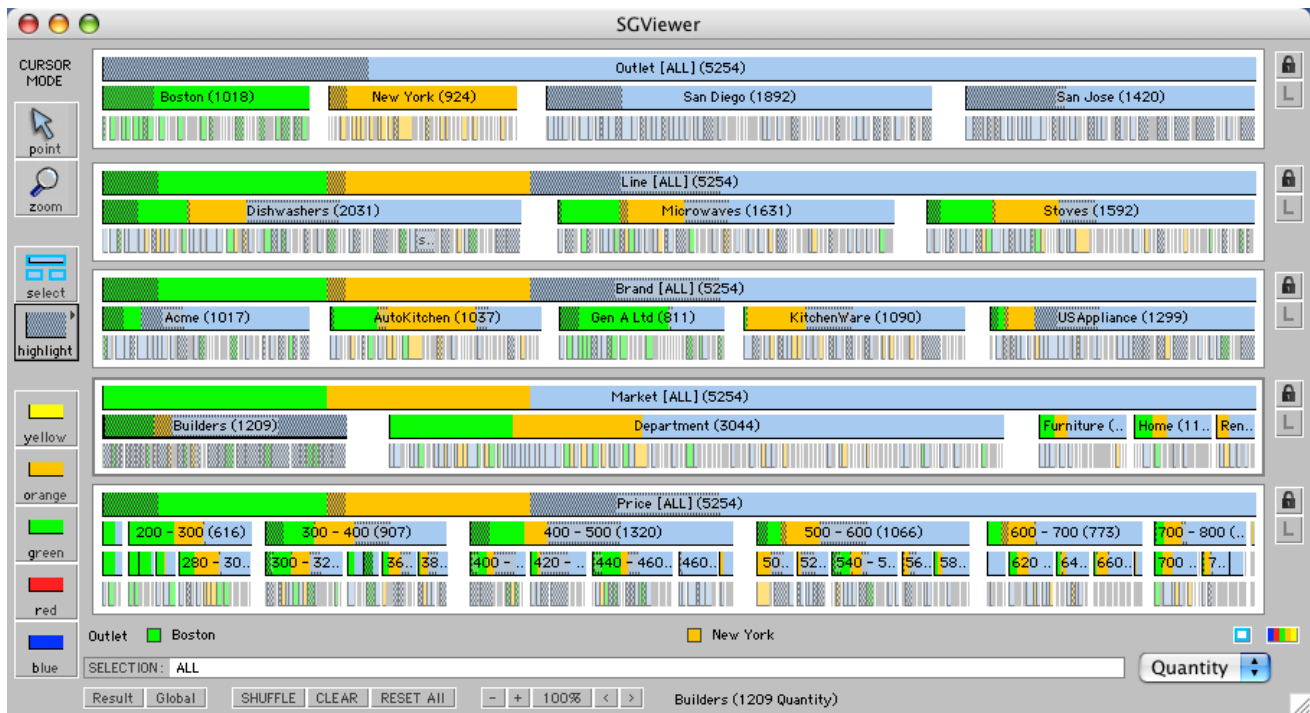 SGViewer
CURSOR
MODE
point
zoom
select
highlight
yellow
orange
green
red
blue
Outlet [ALL] (5254)
Boston (1018) New York (924) San Diego (1892) San Jose (1420)
L
Line [ALL] (5254)
Dishwashers (2031) Microwaves (1631) Stoves (1592)
s..
L
Brand [ALL] (5254)
Acme (1017) AutoKitchen (1037) Gen A Ltd (811) KitchenWare (1090) USAppliance (1299)
L
Market [ALL] (5254)
Builders (1209) Department (3044) Furniture (.. Home (11.. Ren..
L
Price [ALL] (5254)
200 - 300 (616) 300 - 400 (907) 400 - 500 (1320) 500 - 600 (1066) 600 - 700 (773) 700 - 800 (..
280 - 30.. 300 - 32.. 36.. 38.. 400 - .. 420 - .. 440 - 460.. 460.. 50.. 52.. 540 - 5.. 56.. 58.. 620 .. 64.. 660.. 700 .. 7..
L
Outlet Boston New York
SELECTION: ALL
Quantity
Result Global SHUFFLE CLEAR RESET All - + 100% < > Builders (1209 Quantity)